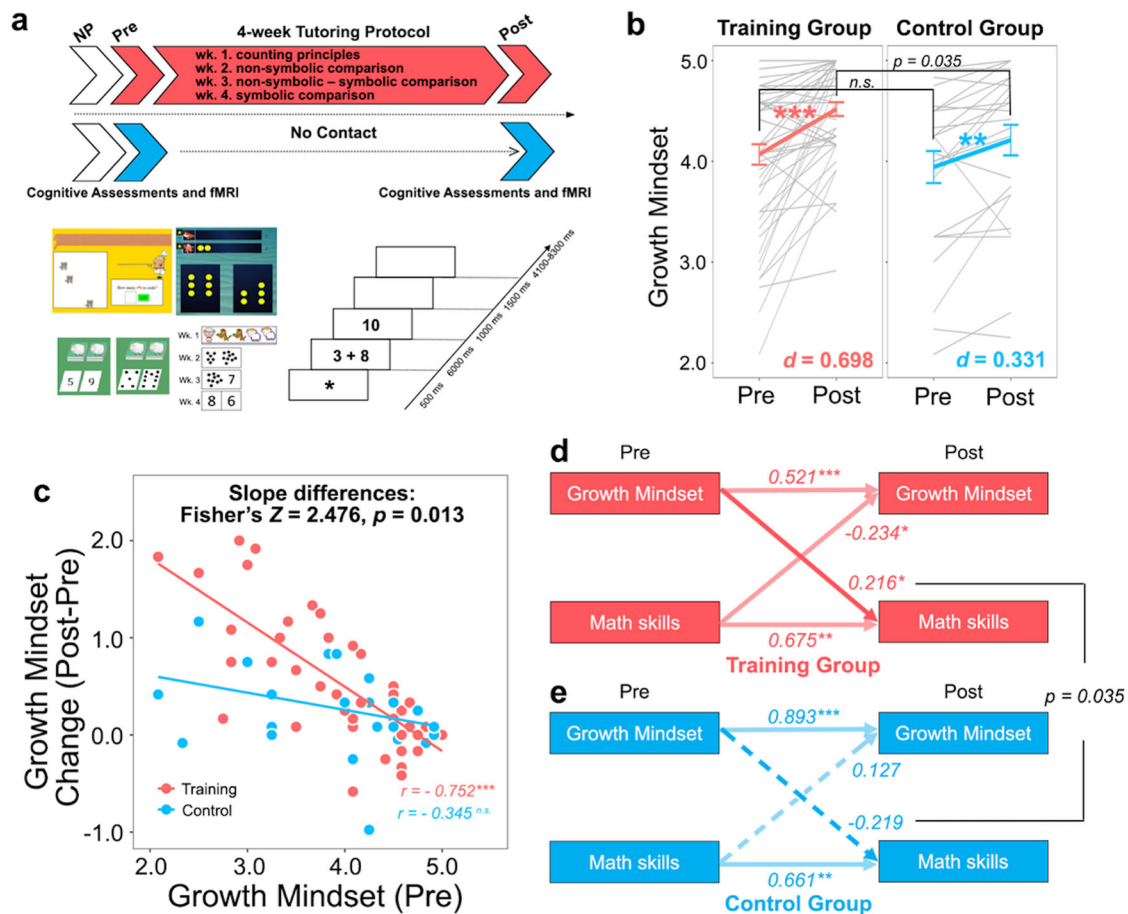 a
NP
Pre
4-week Tutoring Protocol
Post
wk. 1. counting principles
wk. 2. non-symbolic comparison
wk. 3. non-symbolic – symbolic comparison
wk. 4. symbolic comparison
No Contact
Cognitive Assessments and fMRI
Cognitive Assessments and fMRI
5 9
Wk. 1
Wk. 2
Wk. 3
7
Wk. 4
8 6
10
3 + 8
*
500 ms
6000 ms
1000 ms
1500 ms
4100-8300 ms
b
Training Group
Control Group
Growth Mindset
5.0
4.0
3.0
2.0
p = 0.035
n.s.
***
**
d = 0.698
d = 0.331
Pre
Post
Pre
Post
c
Slope differences:
Fisher's Z = 2.476, p = 0.013
Growth Mindset
Change (Post-Pre)
2.0
1.0
0.0
-1.0
Training
Control
r = - 0.752***
r = - 0.345 n.s.
2.0
3.0
4.0
5.0
Growth Mindset (Pre)
d
Pre
Post
Growth Mindset
0.521***
Growth Mindset
-0.234*
0.216*
Math skills
0.675**
Math skills
Training Group
e
Pre
Post
p = 0.035
Growth Mindset
0.893***
Growth Mindset
0.127
-0.219
Math skills
0.661**
Math skills
Control Group